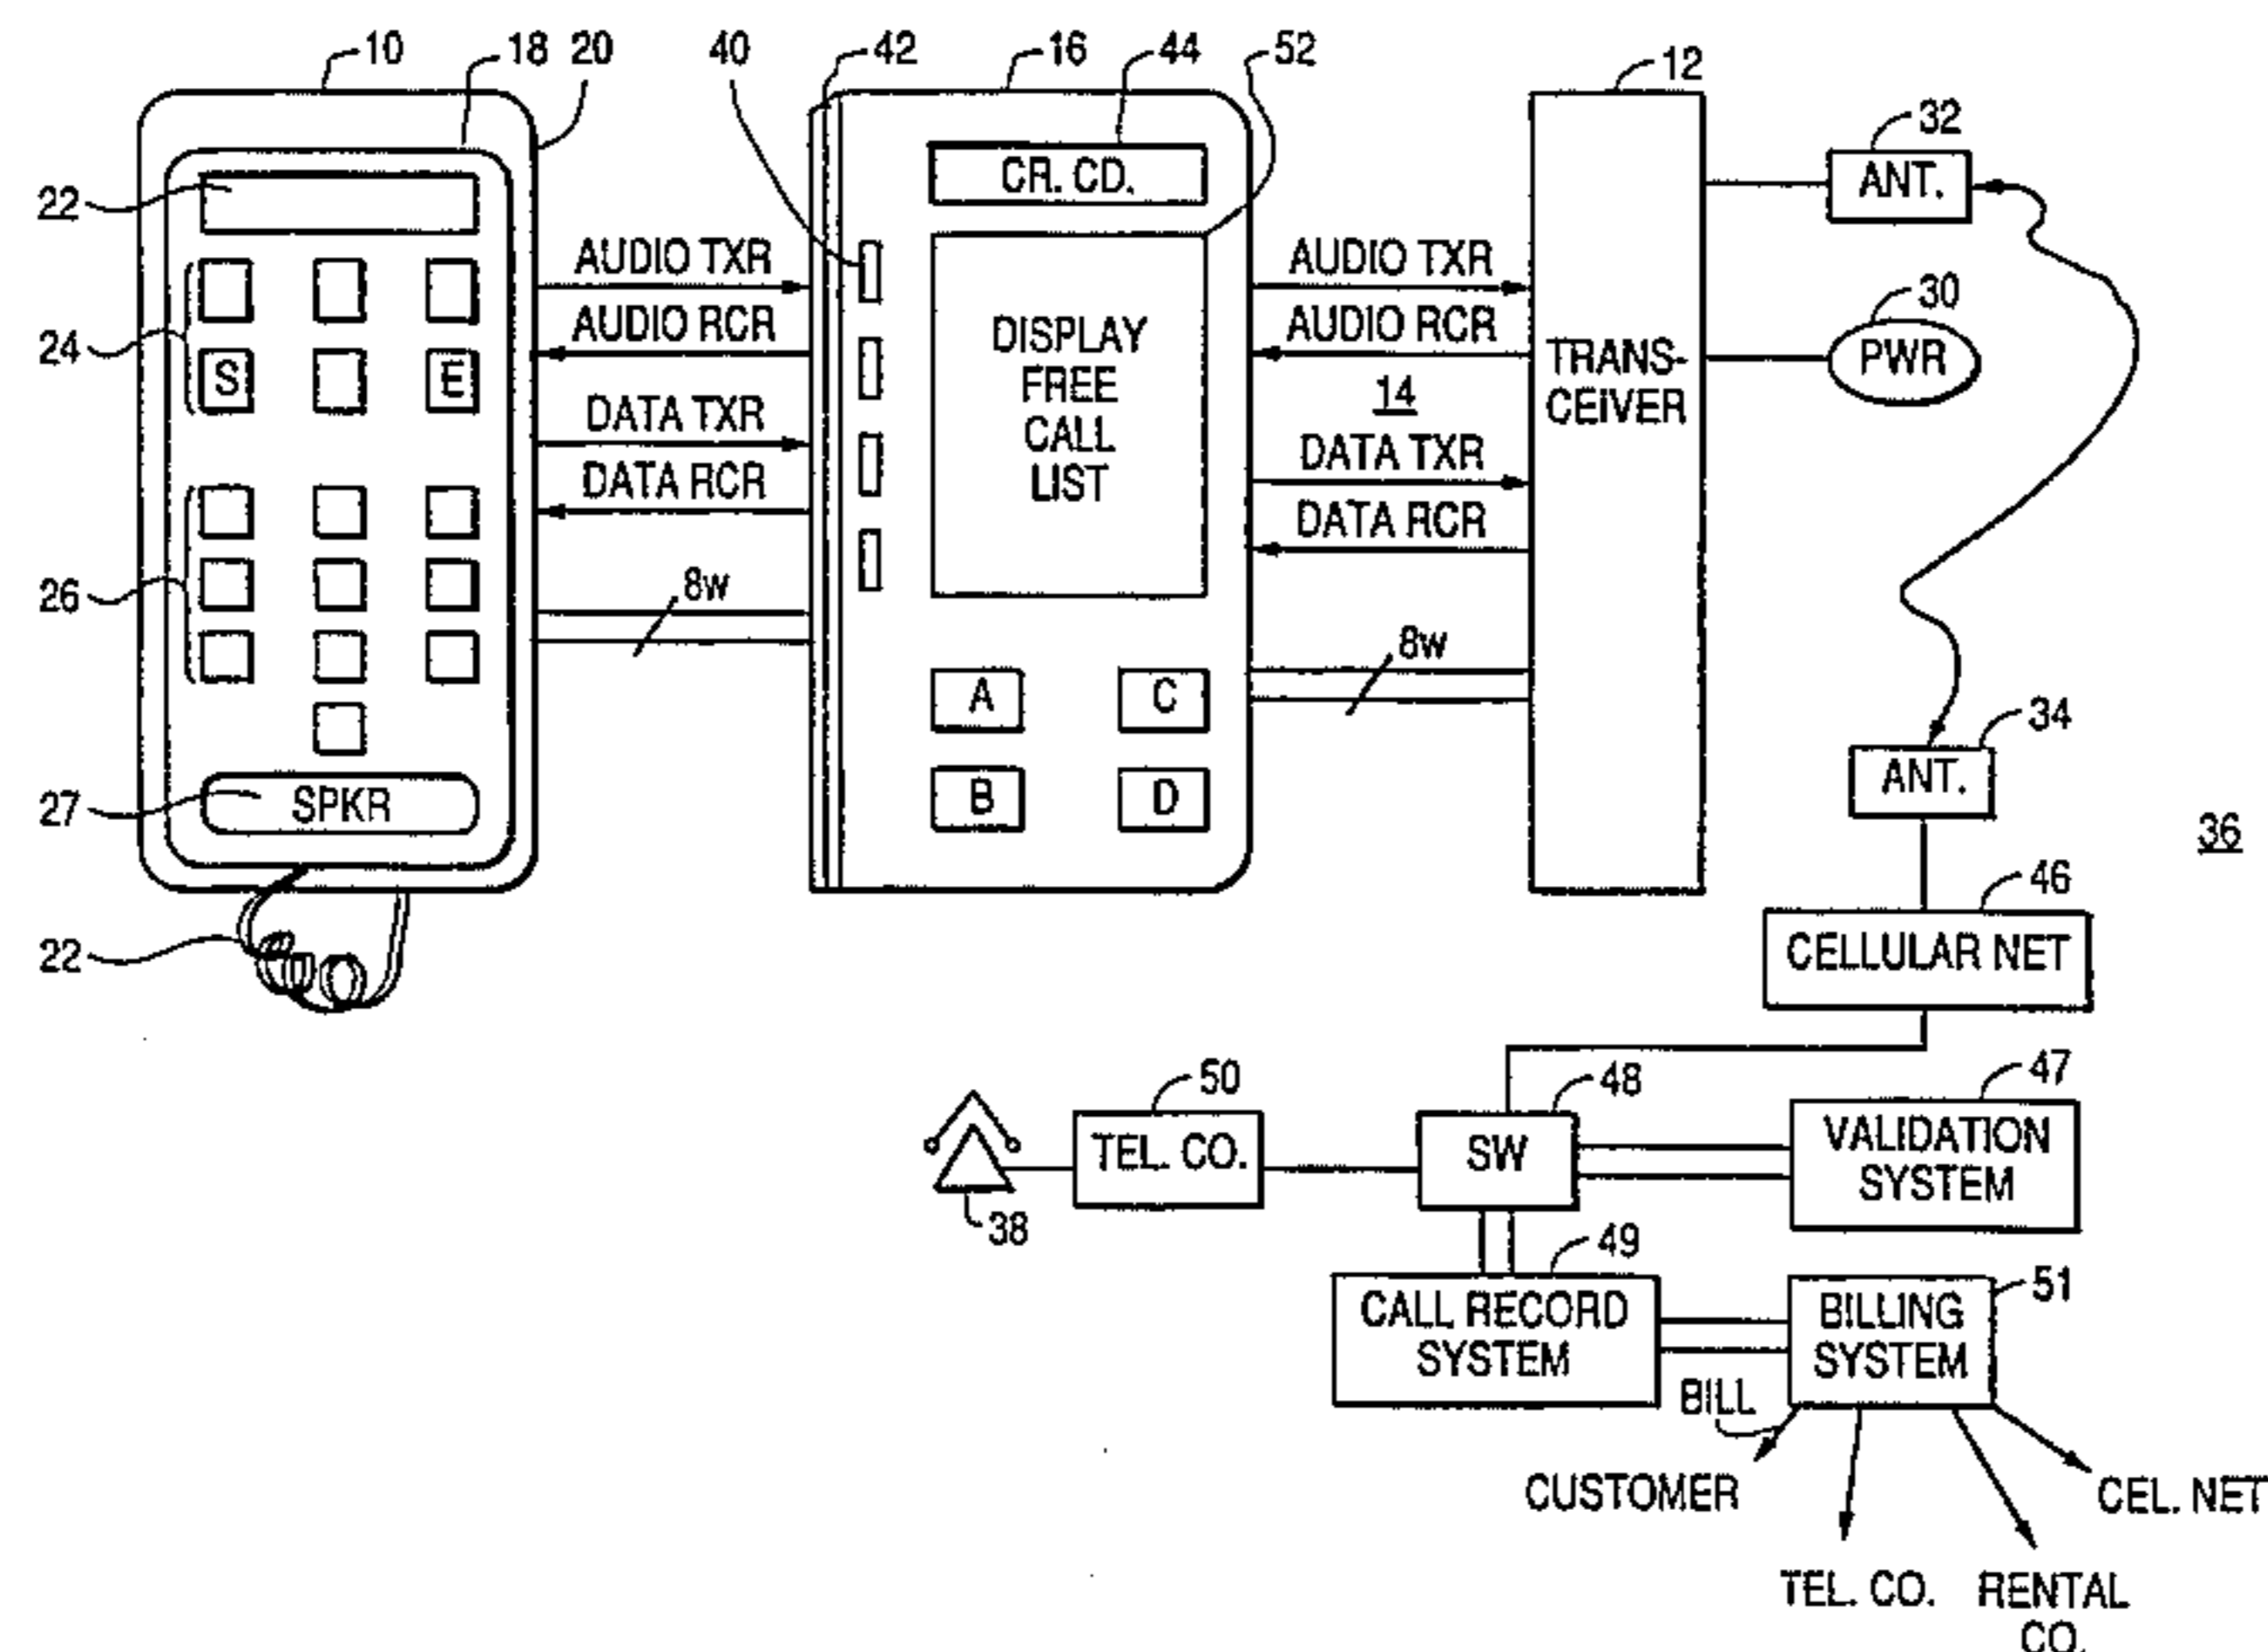 10
18
20
40
42
16
44
52
12
32
22
CR. CD.
ANT.
AUDIO TXR
AUDIO RCR
AUDIO TXR
AUDIO RCR
30
PWR
24
S
E
DISPLAY
FREE
CALL
LIST
TRANS-
CEIVER
14
DATA TXR
DATA RCR
DATA TXR
DATA RCR
26
8w
8w
A
C
B
D
34
ANT.
27
SPKR
36
46
22
CELLULAR NET
50
48
47
TEL. CO.
SW
VALIDATION
SYSTEM
38
49
51
CALL RECORD
SYSTEM
BILLING
SYSTEM
BILL
CUSTOMER
CEL. NET
TEL. CO.
RENTAL
CO.